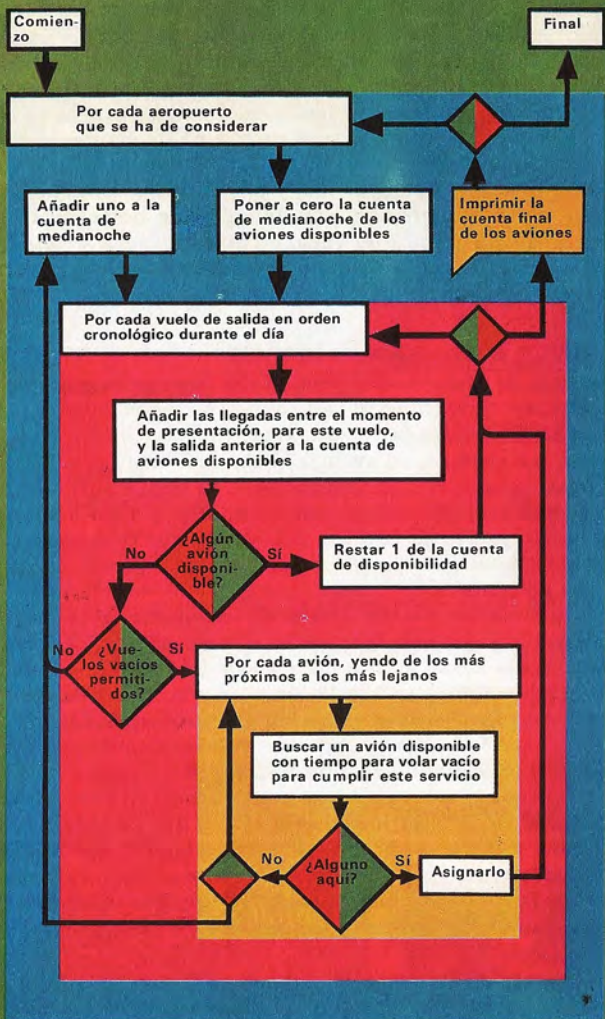 Comien-
zo
Final
Por cada aeropuerto
que se ha de considerar
Añadir uno a la
cuenta de
medianoche
Poner a cero la cuenta
de medianoche de los
aviones disponibles
Imprimir la
cuenta final
de los aviones
Por cada vuelo de salida en orden
cronológico durante el día
Añadir las llegadas entre el momento
de presentación, para este vuelo,
y la salida anterior a la cuenta de
aviones disponibles
No
¿Algún
avión
disponi-
ble?
Sí
Restar 1 de la cuenta
de disponibilidad
No
¿Vue-
los vacíos
permiti-
dos?
Sí
Por cada avión, yendo de los más
próximos a los más lejanos
Buscar un avión disponible
con tiempo para volar vacío
para cumplir este servicio
No
¿Alguno
aquí?
Sí
Asignarlo